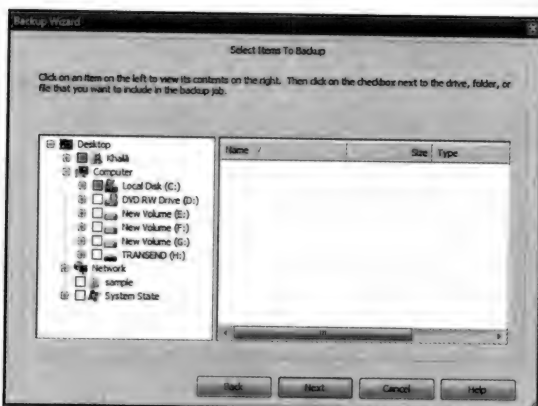 Backup Wizard
Select Items To Backup
Click on an item on the left to view its contents on the right. Then click on the checkbox next to the drive, folder, or
file that you want to include in the backup job.
Desktop
Khalil
Computer
Local Disk (C:)
DVD RW Drive (D:)
New Volume (E:)
New Volume (F:)
New Volume (G:)
TRANSEND (H:)
Network
sample
System State
Name
Size
Type
Back
Next
Cancel
Help